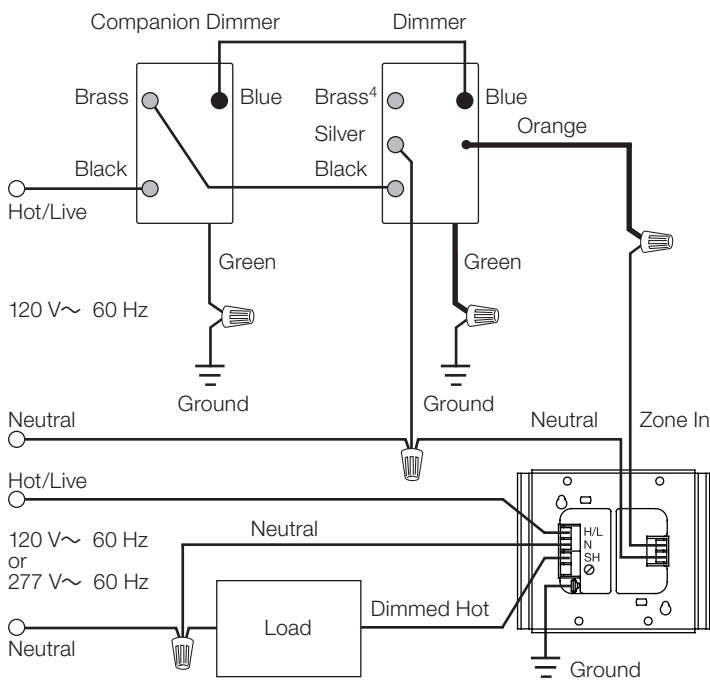 Companion Dimmer
Dimmer
Brass
Blue
Brass⁴
Blue
Silver
Orange
Black
Black
Hot/Live
Green
Green
120 V~ 60 Hz
Ground
Ground
Neutral
Neutral
Zone In
Hot/Live
Neutral
H/L
N
SH
120 V~ 60 Hz
or
277 V~ 60 Hz
Dimmed Hot
Load
Neutral
Ground